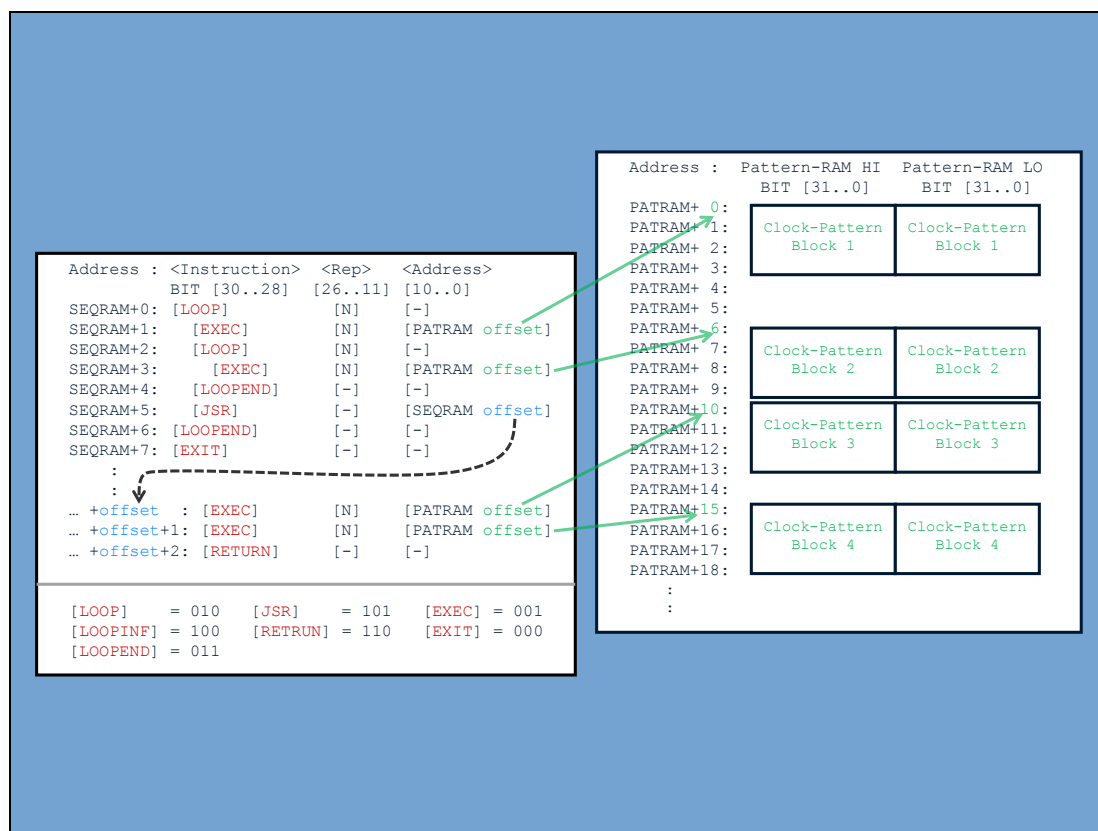 Address : <Instruction>  <Rep>   <Address>
BIT [30..28]  [26..11] [10..0]
SEQRAM+0: [LOOP]  [N]  [-]
SEQRAM+1: [EXEC]  [N]  [PATRAM offset]
SEQRAM+2: [LOOP]  [N]  [-]
SEQRAM+3: [EXEC]  [N]  [PATRAM offset]
SEQRAM+4: [LOOPEND]  [-]  [-]
SEQRAM+5: [JSR]  [-]  [SEQRAM offset]
SEQRAM+6: [LOOPEND]  [-]  [-]
SEQRAM+7: [EXIT]  [-]  [-]
:
:
… +offset  : [EXEC]  [N]  [PATRAM offset]
… +offset+1: [EXEC]  [N]  [PATRAM offset]
… +offset+2: [RETURN]  [-]  [-]
[LOOP]    = 010   [JSR]    = 101   [EXEC] = 001
[LOOPINF] = 100   [RETRUN] = 110   [EXIT] = 000
[LOOPEND] = 011
Address :  Pattern-RAM HI  Pattern-RAM LO
BIT [31..0]     BIT [31..0]
PATRAM+ 0:
PATRAM+ 1: Clock-Pattern Clock-Pattern
PATRAM+ 2: Block 1 Block 1
PATRAM+ 3:
PATRAM+ 4:
PATRAM+ 5:
PATRAM+ 6:
PATRAM+ 7: Clock-Pattern Clock-Pattern
PATRAM+ 8: Block 2 Block 2
PATRAM+ 9:
PATRAM+10:
PATRAM+11: Clock-Pattern Clock-Pattern
PATRAM+12: Block 3 Block 3
PATRAM+13:
PATRAM+14:
PATRAM+15:
PATRAM+16: Clock-Pattern Clock-Pattern
PATRAM+17: Block 4 Block 4
PATRAM+18:
:
: